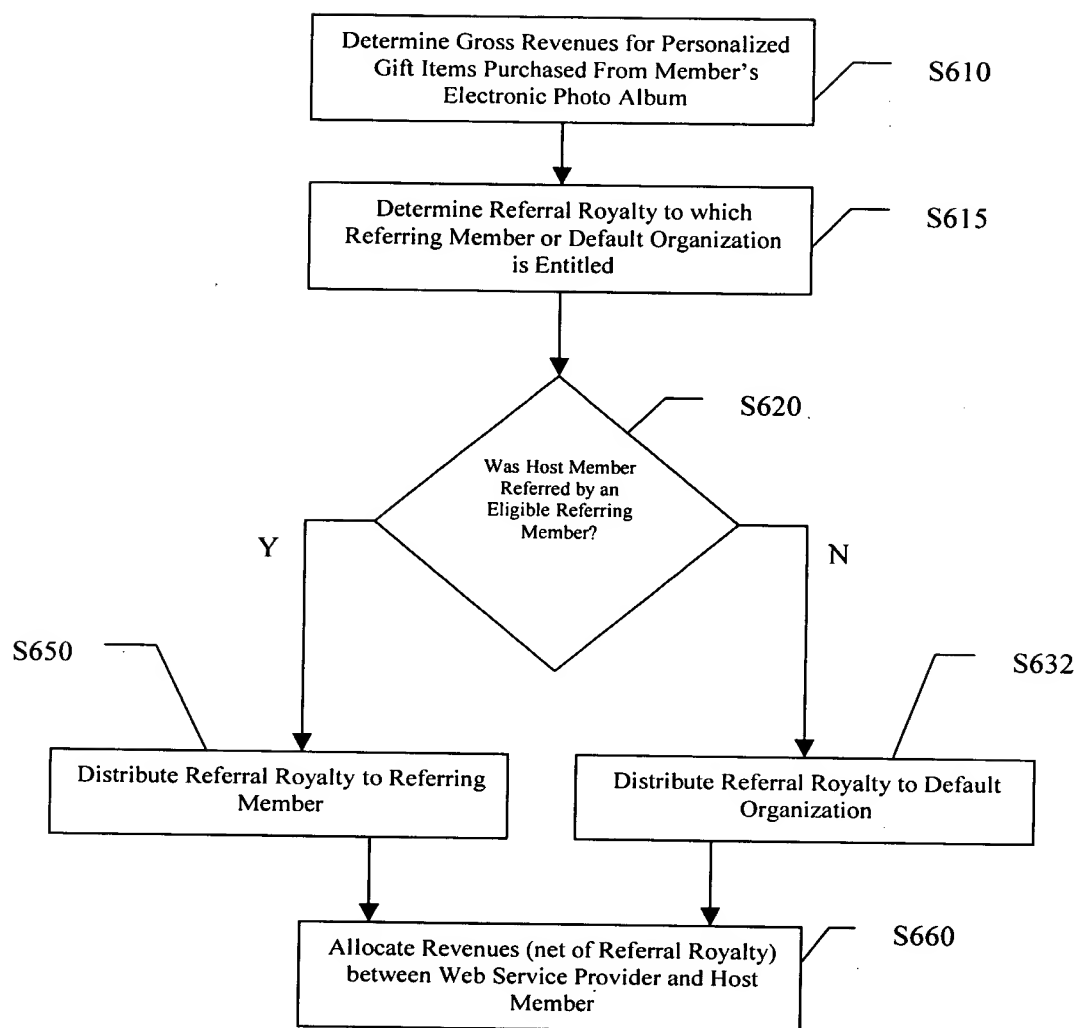 Determine Gross Revenues for Personalized
Gift Items Purchased From Member's
Electronic Photo Album
S610
Determine Referral Royalty to which
Referring Member or Default Organization
is Entitled
S615
S620
Was Host Member
Referred by an
Eligible Referring
Member?
Y
N
S650
S632
Distribute Referral Royalty to Referring
Member
Distribute Referral Royalty to Default
Organization
S660
Allocate Revenues (net of Referral Royalty)
between Web Service Provider and Host
Member